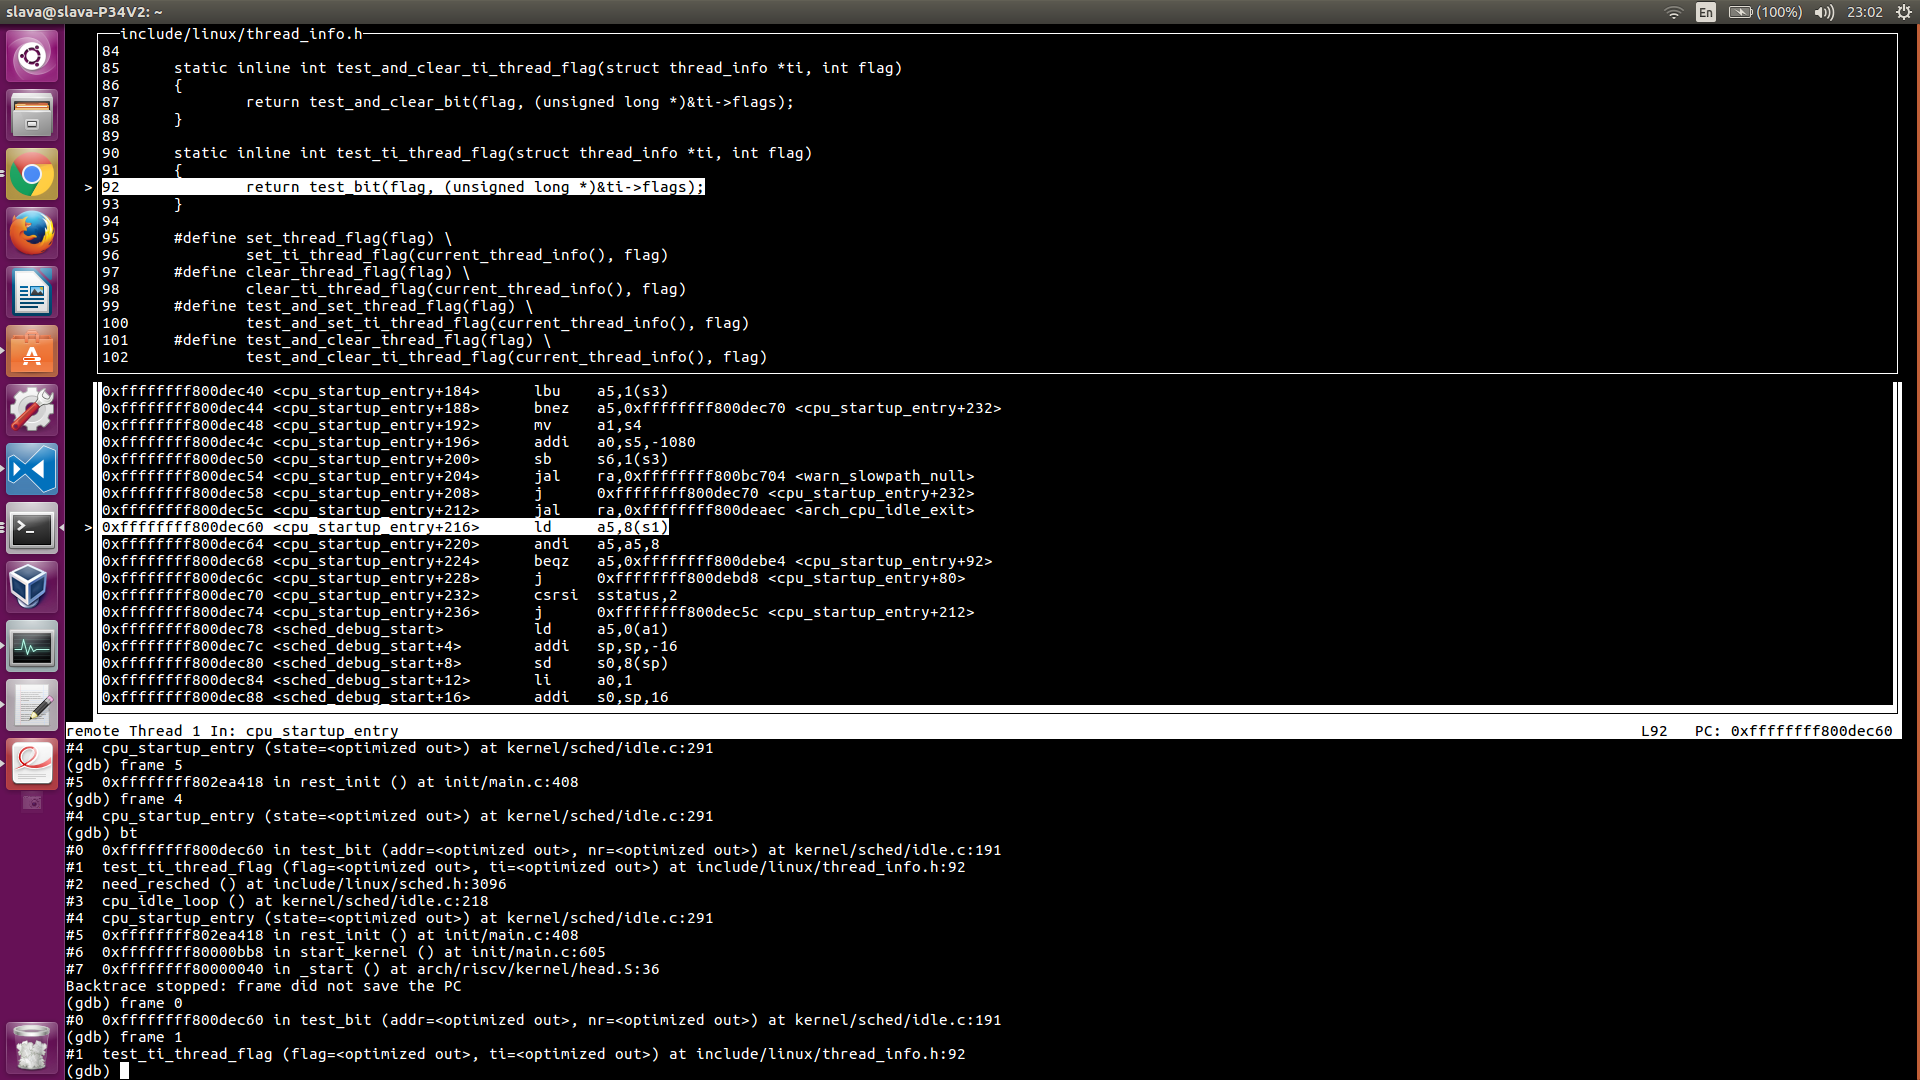 slava@slava-P34V2: ~
En (100%) 23:02
include/linux/thread_info.h
84
85 static inline int test_and_clear_ti_thread_flag(struct thread_info *ti, int flag)
86 {
87 return test_and_clear_bit(flag, (unsigned long *)&ti->flags);
88 }
89
90 static inline int test_ti_thread_flag(struct thread_info *ti, int flag)
91 {
> 92 return test_bit(flag, (unsigned long *)&ti->flags);
93 }
94
95 #define set_thread_flag(flag) \
96 set_ti_thread_flag(current_thread_info(), flag)
97 #define clear_thread_flag(flag) \
98 clear_ti_thread_flag(current_thread_info(), flag)
99 #define test_and_set_thread_flag(flag) \
100 test_and_set_ti_thread_flag(current_thread_info(), flag)
101 #define test_and_clear_thread_flag(flag) \
102 test_and_clear_ti_thread_flag(current_thread_info(), flag)
0xffffffff800dec40 <cpu_startup_entry+184> lbu a5,1(s3)
0xffffffff800dec44 <cpu_startup_entry+188> bnez a5,0xffffffff800dec70 <cpu_startup_entry+232>
0xffffffff800dec48 <cpu_startup_entry+192> mv a1,s4
0xffffffff800dec4c <cpu_startup_entry+196> addi a0,s5,-1080
0xffffffff800dec50 <cpu_startup_entry+200> sb s6,1(s3)
0xffffffff800dec54 <cpu_startup_entry+204> jal ra,0xffffffff800bc704 <warn_slowpath_null>
0xffffffff800dec58 <cpu_startup_entry+208> j 0xffffffff800dec70 <cpu_startup_entry+232>
0xffffffff800dec5c <cpu_startup_entry+212> jal ra,0xffffffff800deaec <arch_cpu_idle_exit>
> 0xffffffff800dec60 <cpu_startup_entry+216> ld a5,8(s1)
0xffffffff800dec64 <cpu_startup_entry+220> andi a5,a5,8
0xffffffff800dec68 <cpu_startup_entry+224> beqz a5,0xffffffff800debe4 <cpu_startup_entry+92>
0xffffffff800dec6c <cpu_startup_entry+228> j 0xffffffff800debd8 <cpu_startup_entry+80>
0xffffffff800dec70 <cpu_startup_entry+232> csrsi sstatus,2
0xffffffff800dec74 <cpu_startup_entry+236> j 0xffffffff800dec5c <cpu_startup_entry+212>
0xffffffff800dec78 <sched_debug_start> ld a5,0(a1)
0xffffffff800dec7c <sched_debug_start+4> addi sp,sp,-16
0xffffffff800dec80 <sched_debug_start+8> sd s0,8(sp)
0xffffffff800dec84 <sched_debug_start+12> li a0,1
0xffffffff800dec88 <sched_debug_start+16> addi s0,sp,16
remote Thread 1 In: cpu_startup_entry L92 PC: 0xffffffff800dec60
#4 cpu_startup_entry (state=<optimized out>) at kernel/sched/idle.c:291
(gdb) frame 5
#5 0xffffffff802ea418 in rest_init () at init/main.c:408
(gdb) frame 4
#4 cpu_startup_entry (state=<optimized out>) at kernel/sched/idle.c:291
(gdb) bt
#0 0xffffffff800dec60 in test_bit (addr=<optimized out>, nr=<optimized out>) at kernel/sched/idle.c:191
#1 test_ti_thread_flag (flag=<optimized out>, ti=<optimized out>) at include/linux/thread_info.h:92
#2 need_resched () at include/linux/sched.h:3096
#3 cpu_idle_loop () at kernel/sched/idle.c:218
#4 cpu_startup_entry (state=<optimized out>) at kernel/sched/idle.c:291
#5 0xffffffff802ea418 in rest_init () at init/main.c:408
#6 0xffffffff80000bb8 in start_kernel () at init/main.c:605
#7 0xffffffff80000040 in _start () at arch/riscv/kernel/head.S:36
Backtrace stopped: frame did not save the PC
(gdb) frame 0
#0 0xffffffff800dec60 in test_bit (addr=<optimized out>, nr=<optimized out>) at kernel/sched/idle.c:191
(gdb) frame 1
#1 test_ti_thread_flag (flag=<optimized out>, ti=<optimized out>) at include/linux/thread_info.h:92
(gdb)